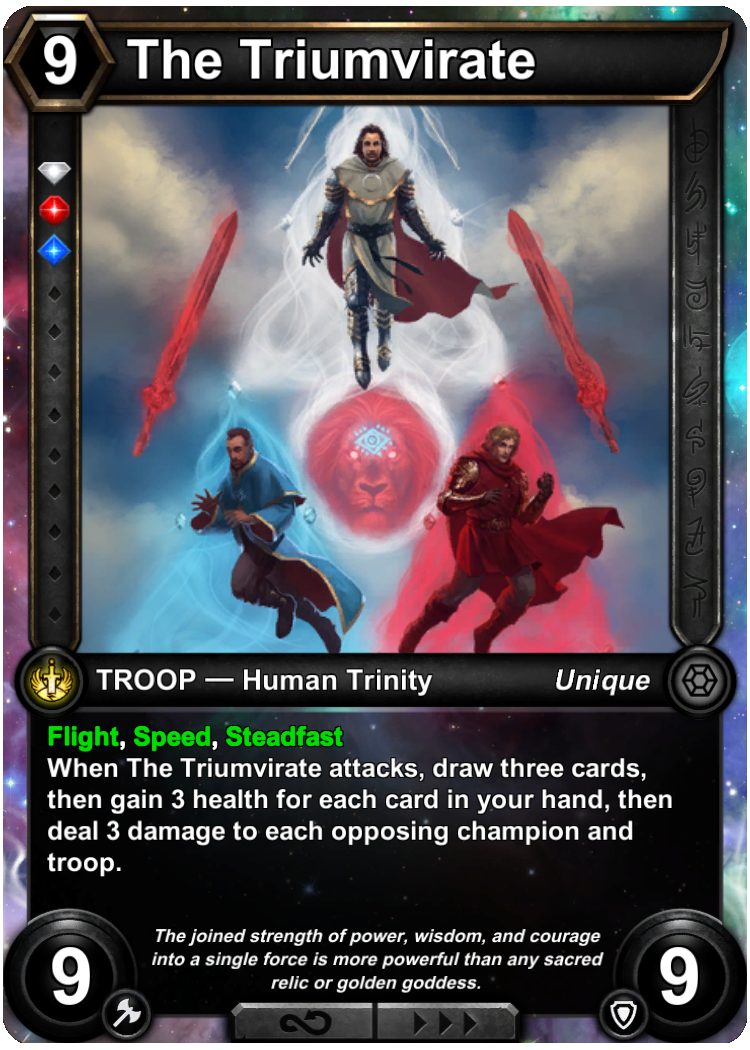 9
The Triumvirate
TROOP — Human Trinity Unique
Flight, Speed, Steadfast
When The Triumvirate attacks, draw three cards,
then gain 3 health for each card in your hand, then
deal 3 damage to each opposing champion and
troop.
The joined strength of power, wisdom, and courage
into a single force is more powerful than any sacred
relic or golden goddess.
9
9